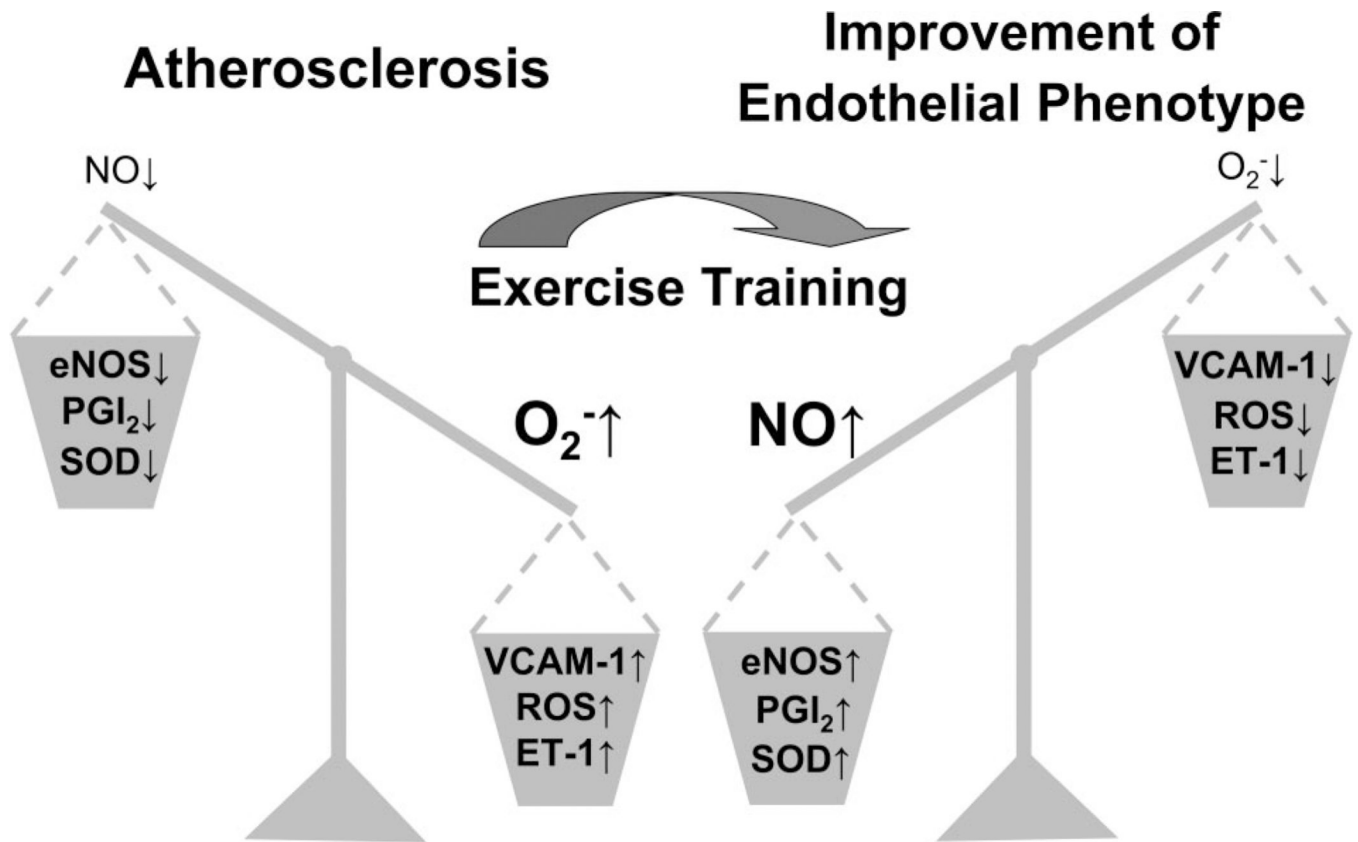 Atherosclerosis
Improvement of
Endothelial Phenotype
NO↓
O₂⁻↓
Exercise Training
eNOS↓
PGI₂↓
SOD↓
O₂⁻↑
NO↑
VCAM-1↓
ROS↓
ET-1↓
VCAM-1↑
ROS↑
ET-1↑
eNOS↑
PGI₂↑
SOD↑